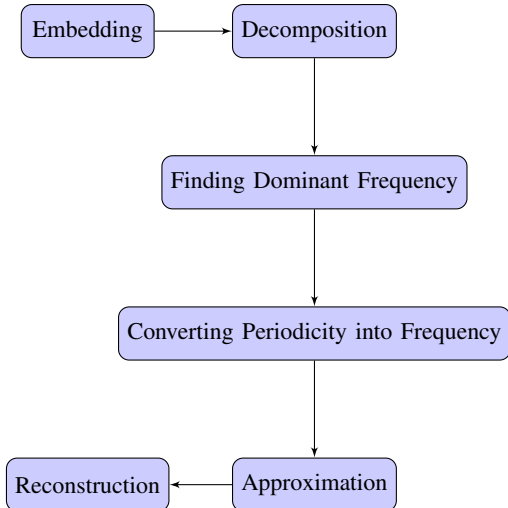 Embedding
Decomposition
Finding Dominant Frequency
Converting Periodicity into Frequency
Reconstruction
Approximation